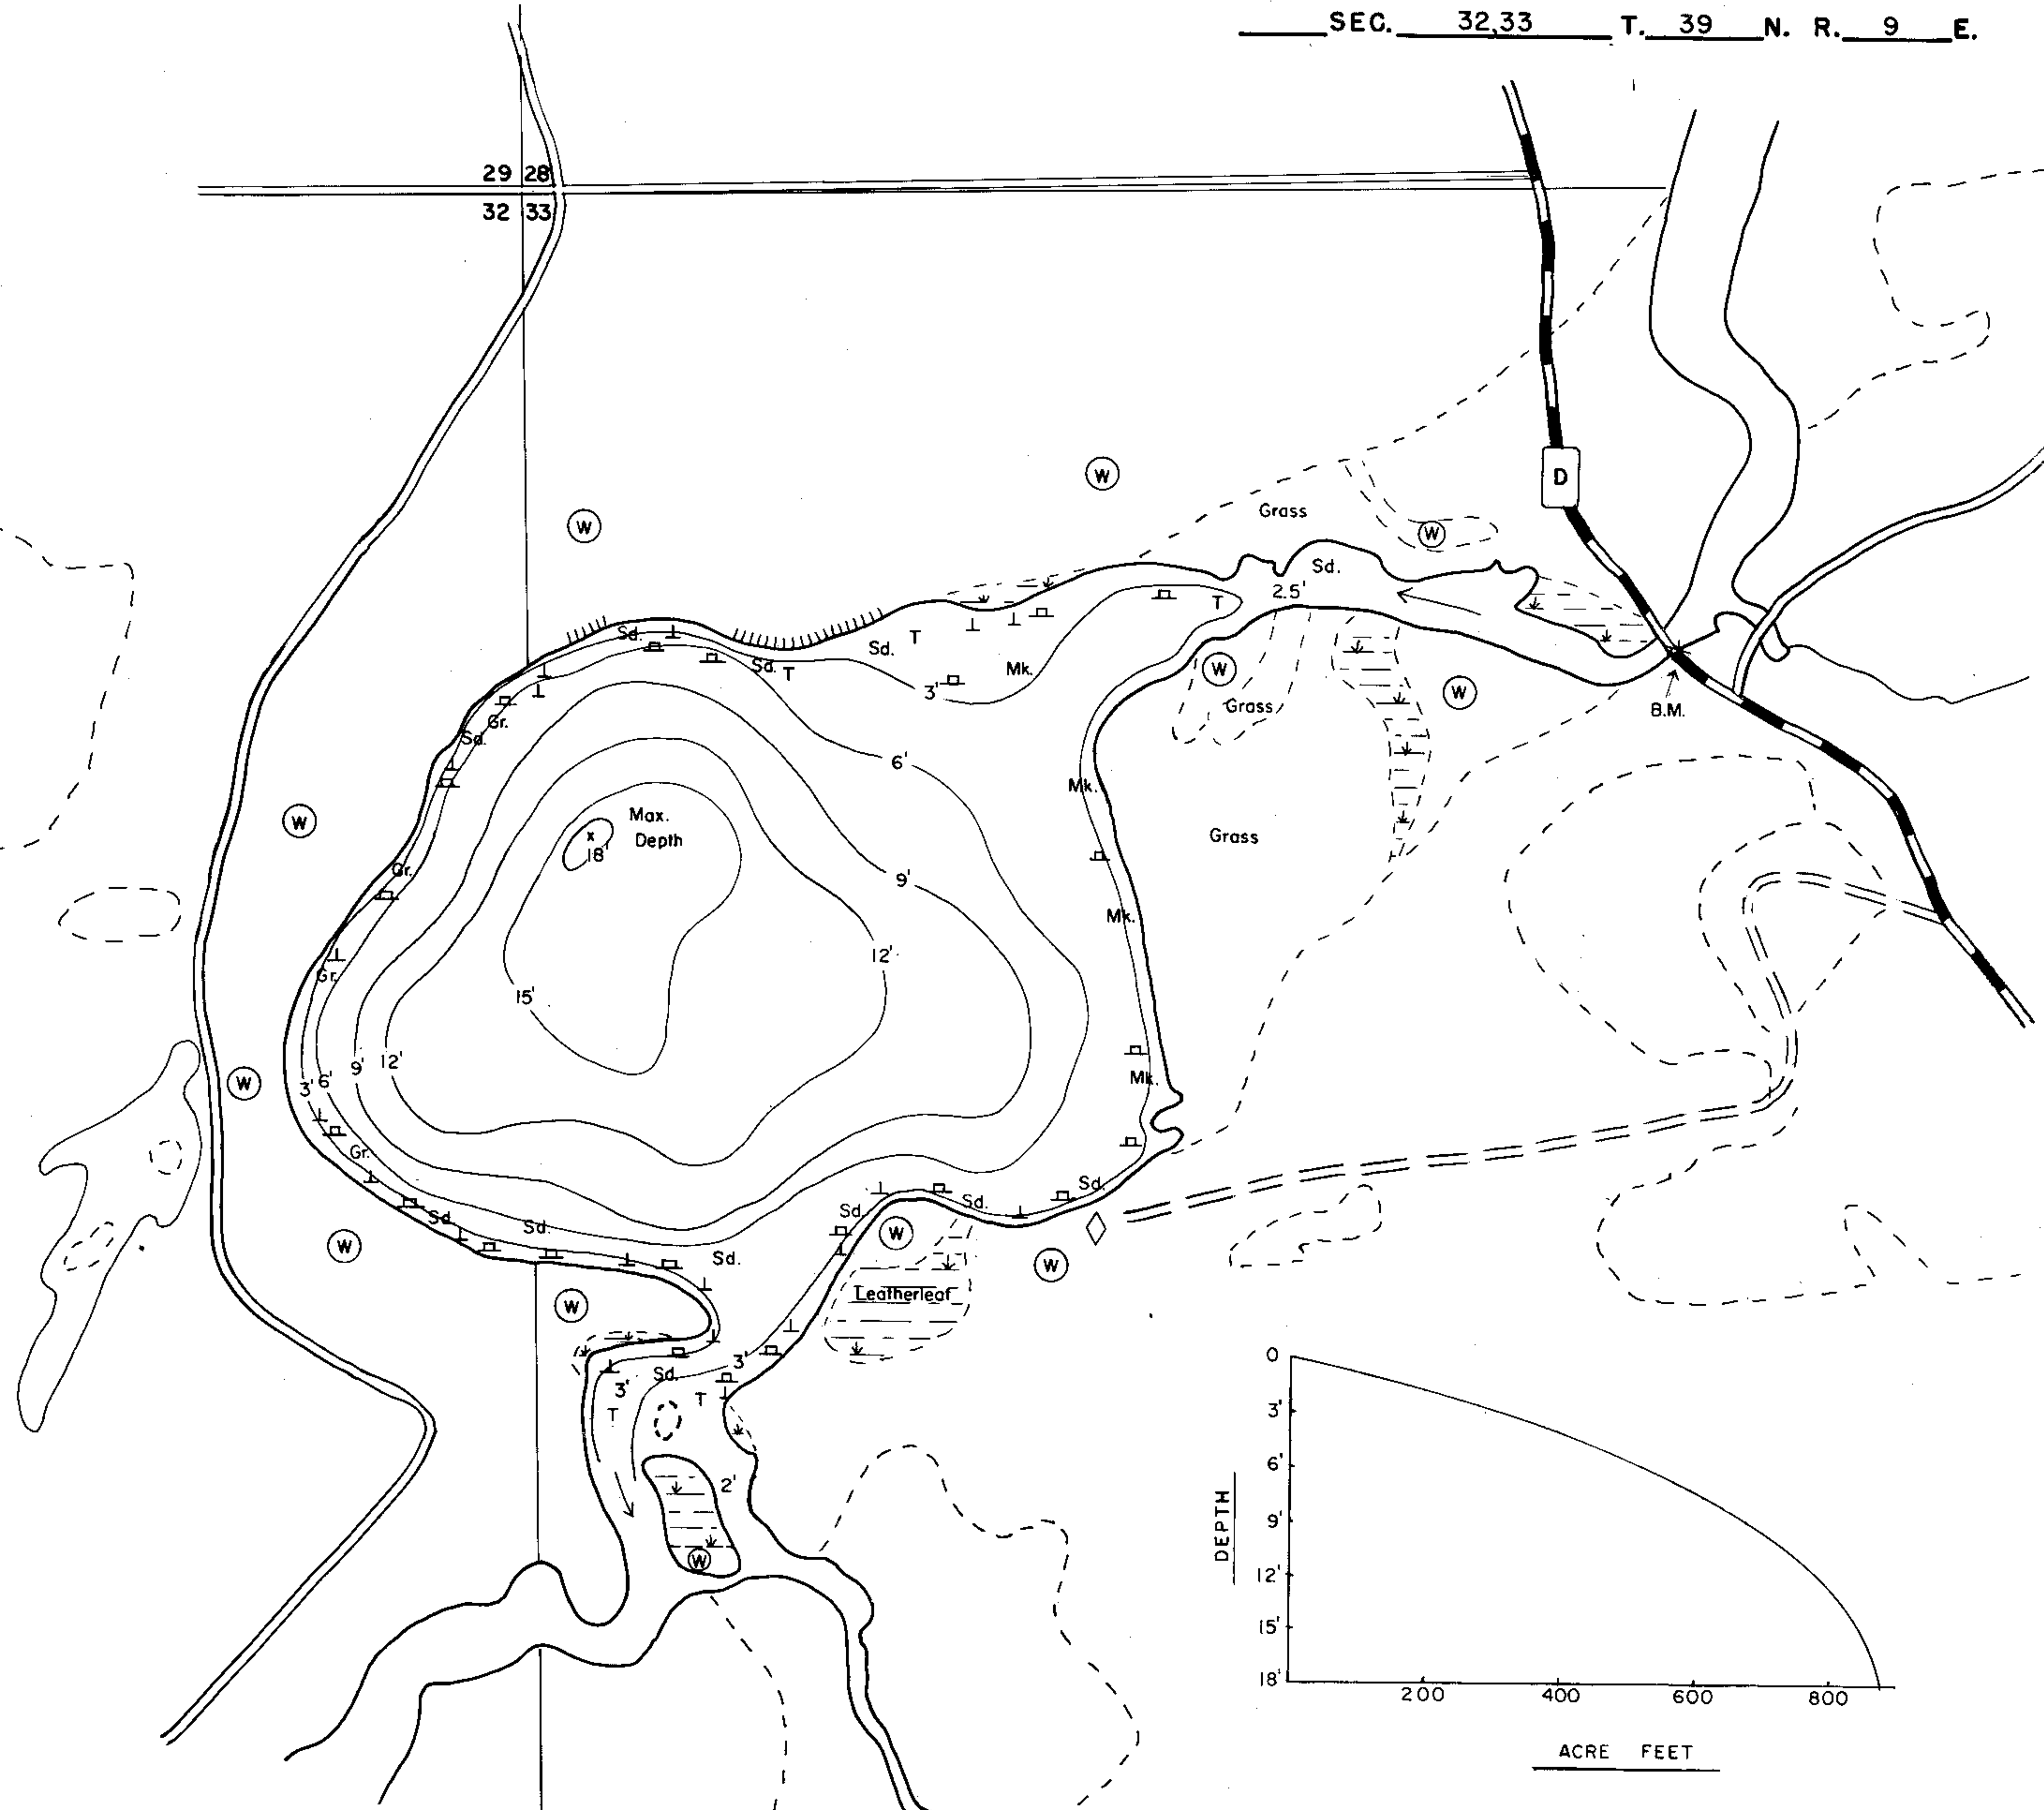 SEC. 32,33 T. 39 N. R. 9 E.
29 28
32 33
W
D
Grass
W
W
Sd.
2.5'
T
Sd.
T
Sd.
Sd. T
Mk.
3'
W
W
Grass
B.M.
Gr.
Sd.
6'
Mk.
Max.
Depth
x
18'
W
Grass
Gr.
9'
Mk.
12'
Gr.
15'
3' 6' 9' 12'
W
Mk.
Gr.
Sd.
Sd.
Sd.
Sd.
Sd.
W
W
Sd.
W
Leatherleaf
W
3'
Sd.
3'
T
T
2'
W
0
3'
6'
9'
12'
15'
18'
DEPTH
200 400 600 800
ACRE FEET